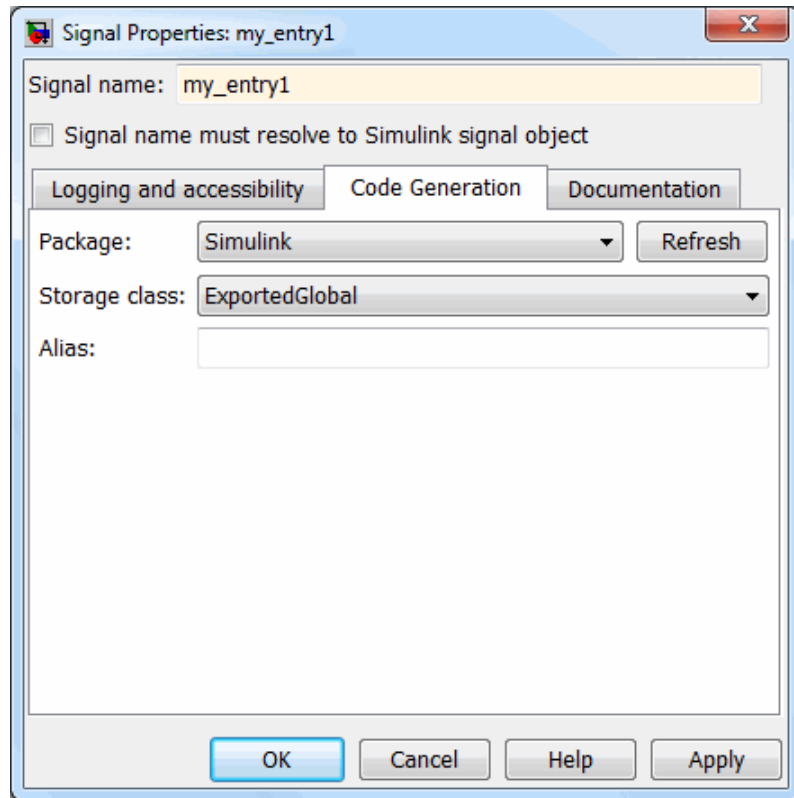 Signal Properties: my_entry1
X
Signal name: my_entry1
Signal name must resolve to Simulink signal object
Logging and accessibility Code Generation Documentation
Package: Simulink Refresh
Storage class: ExportedGlobal
Alias:
OK Cancel Help Apply